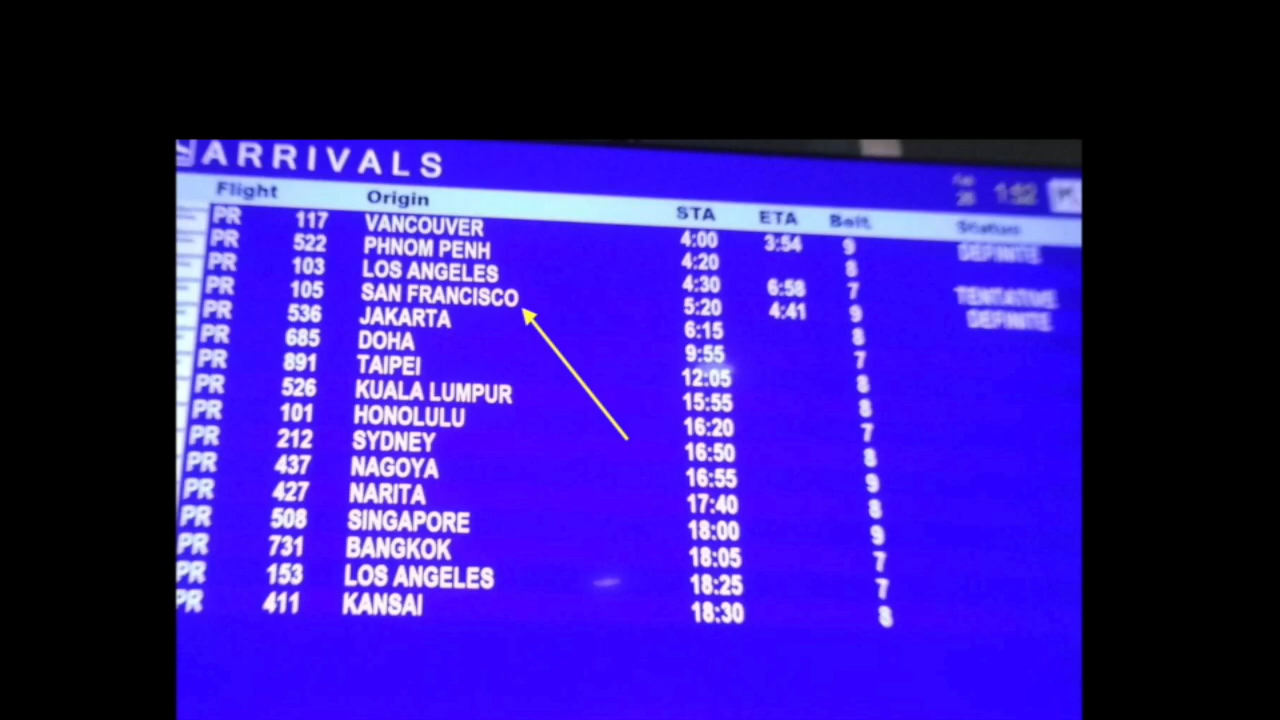 ARRIVALS
Flight Origin STA ETA Belt Status
PR 117 VANCOUVER 4:00 3:54 9 DEFINITE
PR 522 PHNOM PENH 4:20 8
PR 103 LOS ANGELES 4:30 6:58 7 TENTATIVE
PR 105 SAN FRANCISCO 5:20 4:41 9 DEFINITE
PR 536 JAKARTA 6:15 8
PR 685 DOHA 9:55 7
PR 891 TAIPEI 12:05 8
PR 526 KUALA LUMPUR 15:55 8
PR 101 HONOLULU 16:20 7
PR 212 SYDNEY 16:50 8
PR 437 NAGOYA 16:55 9
PR 427 NARITA 17:40 8
PR 508 SINGAPORE 18:00 9
PR 731 BANGKOK 18:05 7
PR 153 LOS ANGELES 18:25 7
PR 411 KANSAI 18:30 8